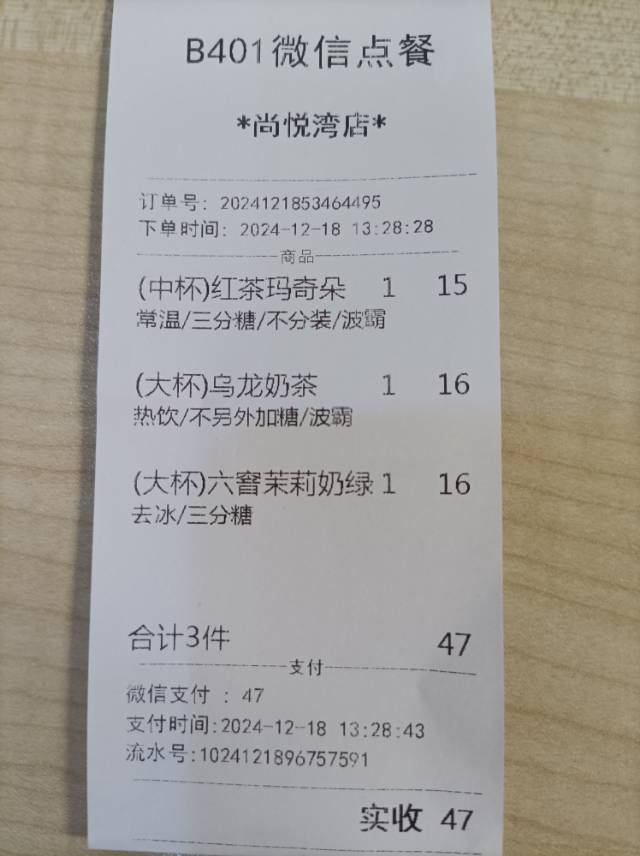 B401微信点餐
*尚悦湾店*
订单号: 2024121853464495
下单时间: 2024-12-18 13:28:28
商品
(中杯)红茶玛奇朵 1 15
常温/三分糖/不分装/波霸
(大杯)乌龙奶茶 1 16
热饮/不另外加糖/波霸
(大杯)六窨茉莉奶绿 1 16
去冰/三分糖
合计3件 47
支付
微信支付 : 47
支付时间:2024-12-18 13:28:43
流水号:1024121896757591
实收 47